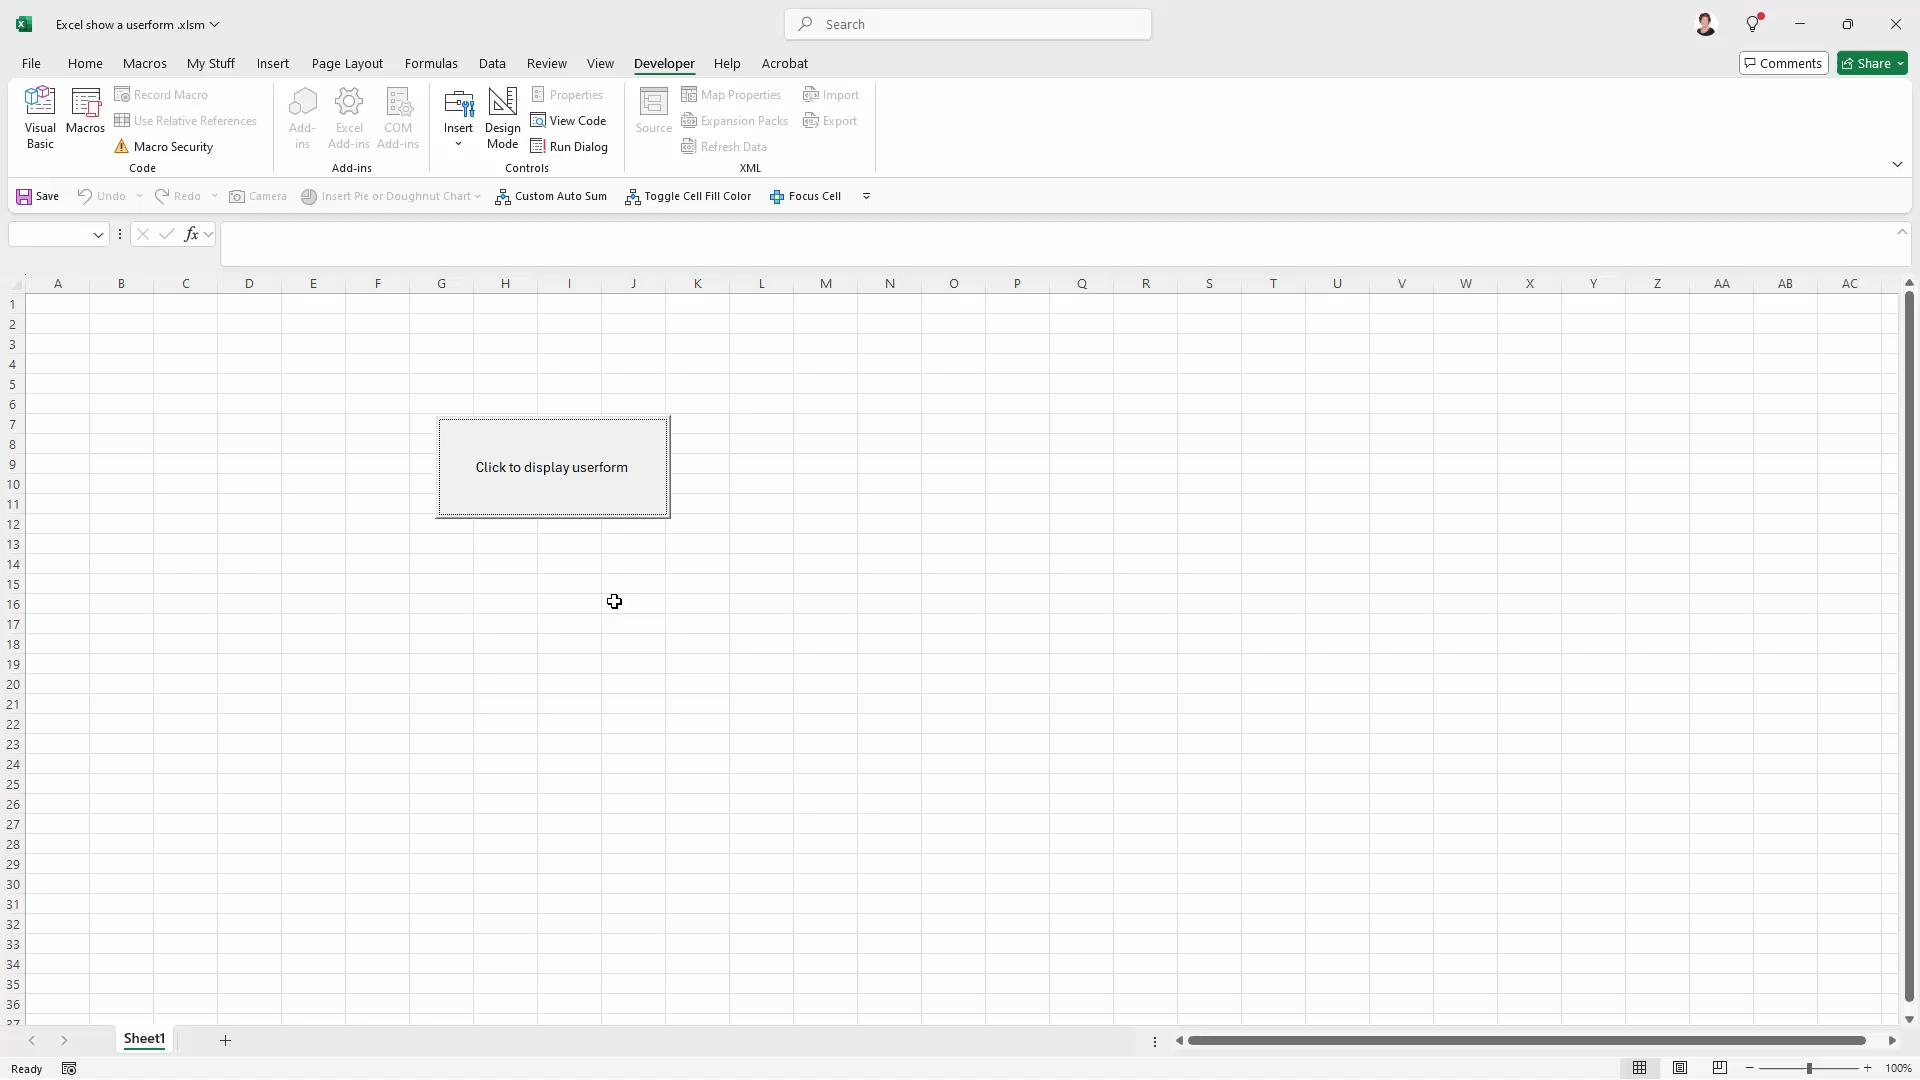 Excel show a userform .xlsm
Search
File Home Macros My Stuff Insert Page Layout Formulas Data Review View Developer Help Acrobat
Comments Share
Visual Basic
Macros
Record Macro
Use Relative References
Macro Security
Code
Add-ins
Excel Add-ins
COM Add-ins
Add-ins
Insert
Design Mode
Properties
View Code
Run Dialog
Controls
Source
Map Properties
Expansion Packs
Refresh Data
Import
Export
XML
Save Undo Redo Camera Insert Pie or Doughnut Chart Custom Auto Sum Toggle Cell Fill Color Focus Cell
fx
A B C D E F G H I J K L M N O P Q R S T U V W X Y Z AA AB AC
1
2
3
4
5
6
7
8
9
10
11
12
13
14
15
16
17
18
19
20
21
22
23
24
25
26
27
28
29
30
31
32
33
34
35
36
37
Click to display userform
Sheet1
Ready
100%